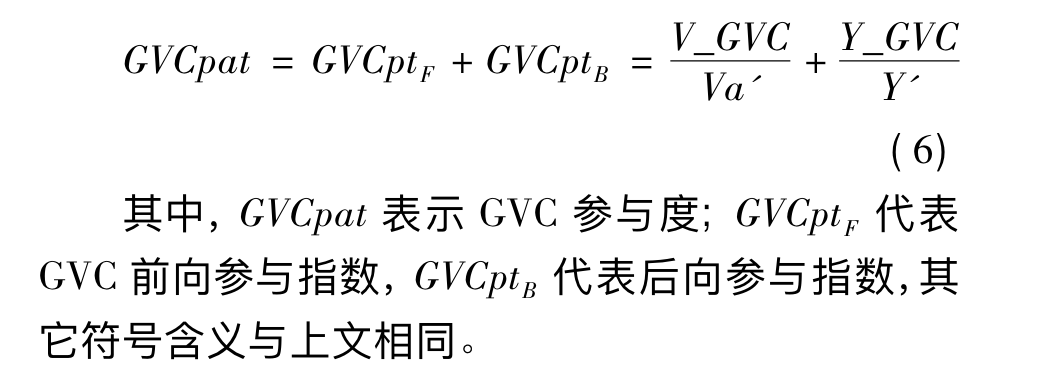 GVCpat = GVCpt_F + GVCpt_B = \frac{V\_GVC}{Va´} + \frac{Y\_GVC}{Y´}
(6)
其中，GVCpat 表示 GVC 参与度；GVCpt_F 代表
GVC 前向参与指数，GVCpt_B 代表后向参与指数，其
它符号含义与上文相同。